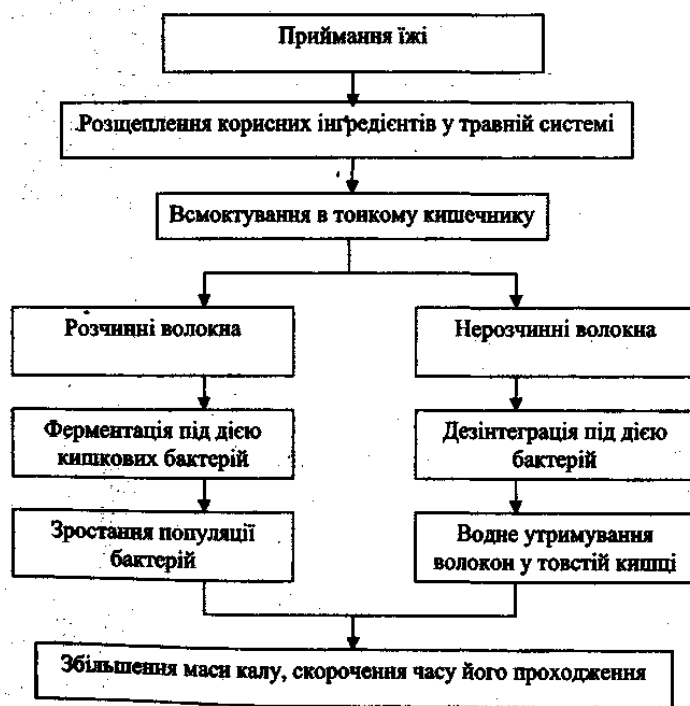 Приймання їжі
Розщеплення корисних інгредієнтів у травній системі
Всмоктування в тонкому кишечнику
Розчинні волокна
Нерозчинні волокна
Ферментація під дією
кишкових бактерій
Дезінтеграція під дією
бактерій
Зростання популяції
бактерій
Водне утримування
волокон у товстій кишці
Збільшення маси калу, скорочення часу його проходження